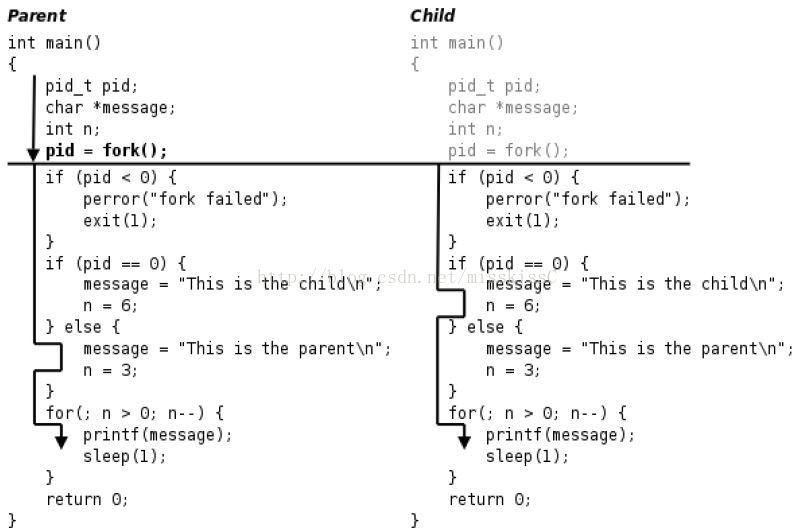 Parent
int main()
{
pid_t pid;
char *message;
int n;
pid = fork();
if (pid < 0) {
perror("fork failed");
exit(1);
}
if (pid == 0) {
message = "This is the child\n";
n = 6;
} else {
message = "This is the parent\n";
n = 3;
}
for(; n > 0; n--) {
printf(message);
sleep(1);
}
return 0;
}
Child
int main()
{
pid_t pid;
char *message;
int n;
pid = fork();
if (pid < 0) {
perror("fork failed");
exit(1);
}
if (pid == 0) {
message = "This is the child\n";
n = 6;
} else {
message = "This is the parent\n";
n = 3;
}
for(; n > 0; n--) {
printf(message);
sleep(1);
}
return 0;
}
http://blog.csdn.net/misskissC